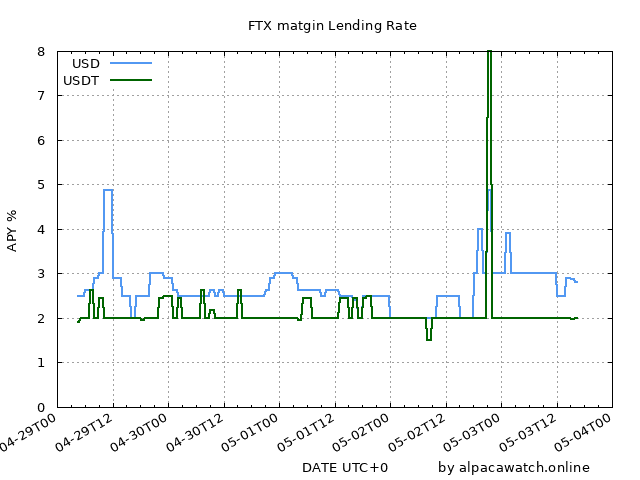 FTX matgin Lending Rate
USD
USDT
8
7
6
5
4
3
2
1
0
APY %
04-29T00
04-29T12
04-30T00
04-30T12
05-01T00
05-01T12
05-02T00
05-02T12
05-03T00
05-03T12
05-04T00
DATE UTC+0
by alpacawatch.online